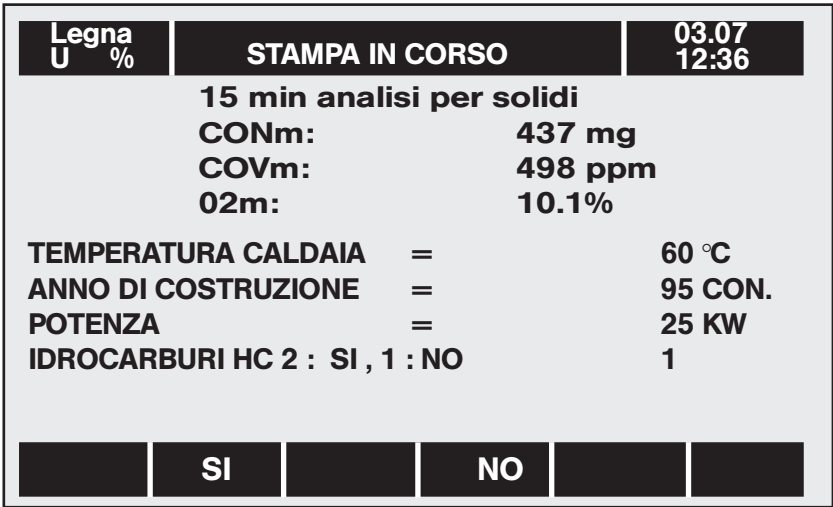 Legna
U %
STAMPA IN CORSO
03.07
12:36
15 min analisi per solidi
CONm: 437 mg
COVm: 498 ppm
02m: 10.1%
TEMPERATURA CALDAIA = 60 °C
ANNO DI COSTRUZIONE = 95 CON.
POTENZA = 25 KW
IDROCARBURI HC 2 : SI , 1 : NO 1
SI NO